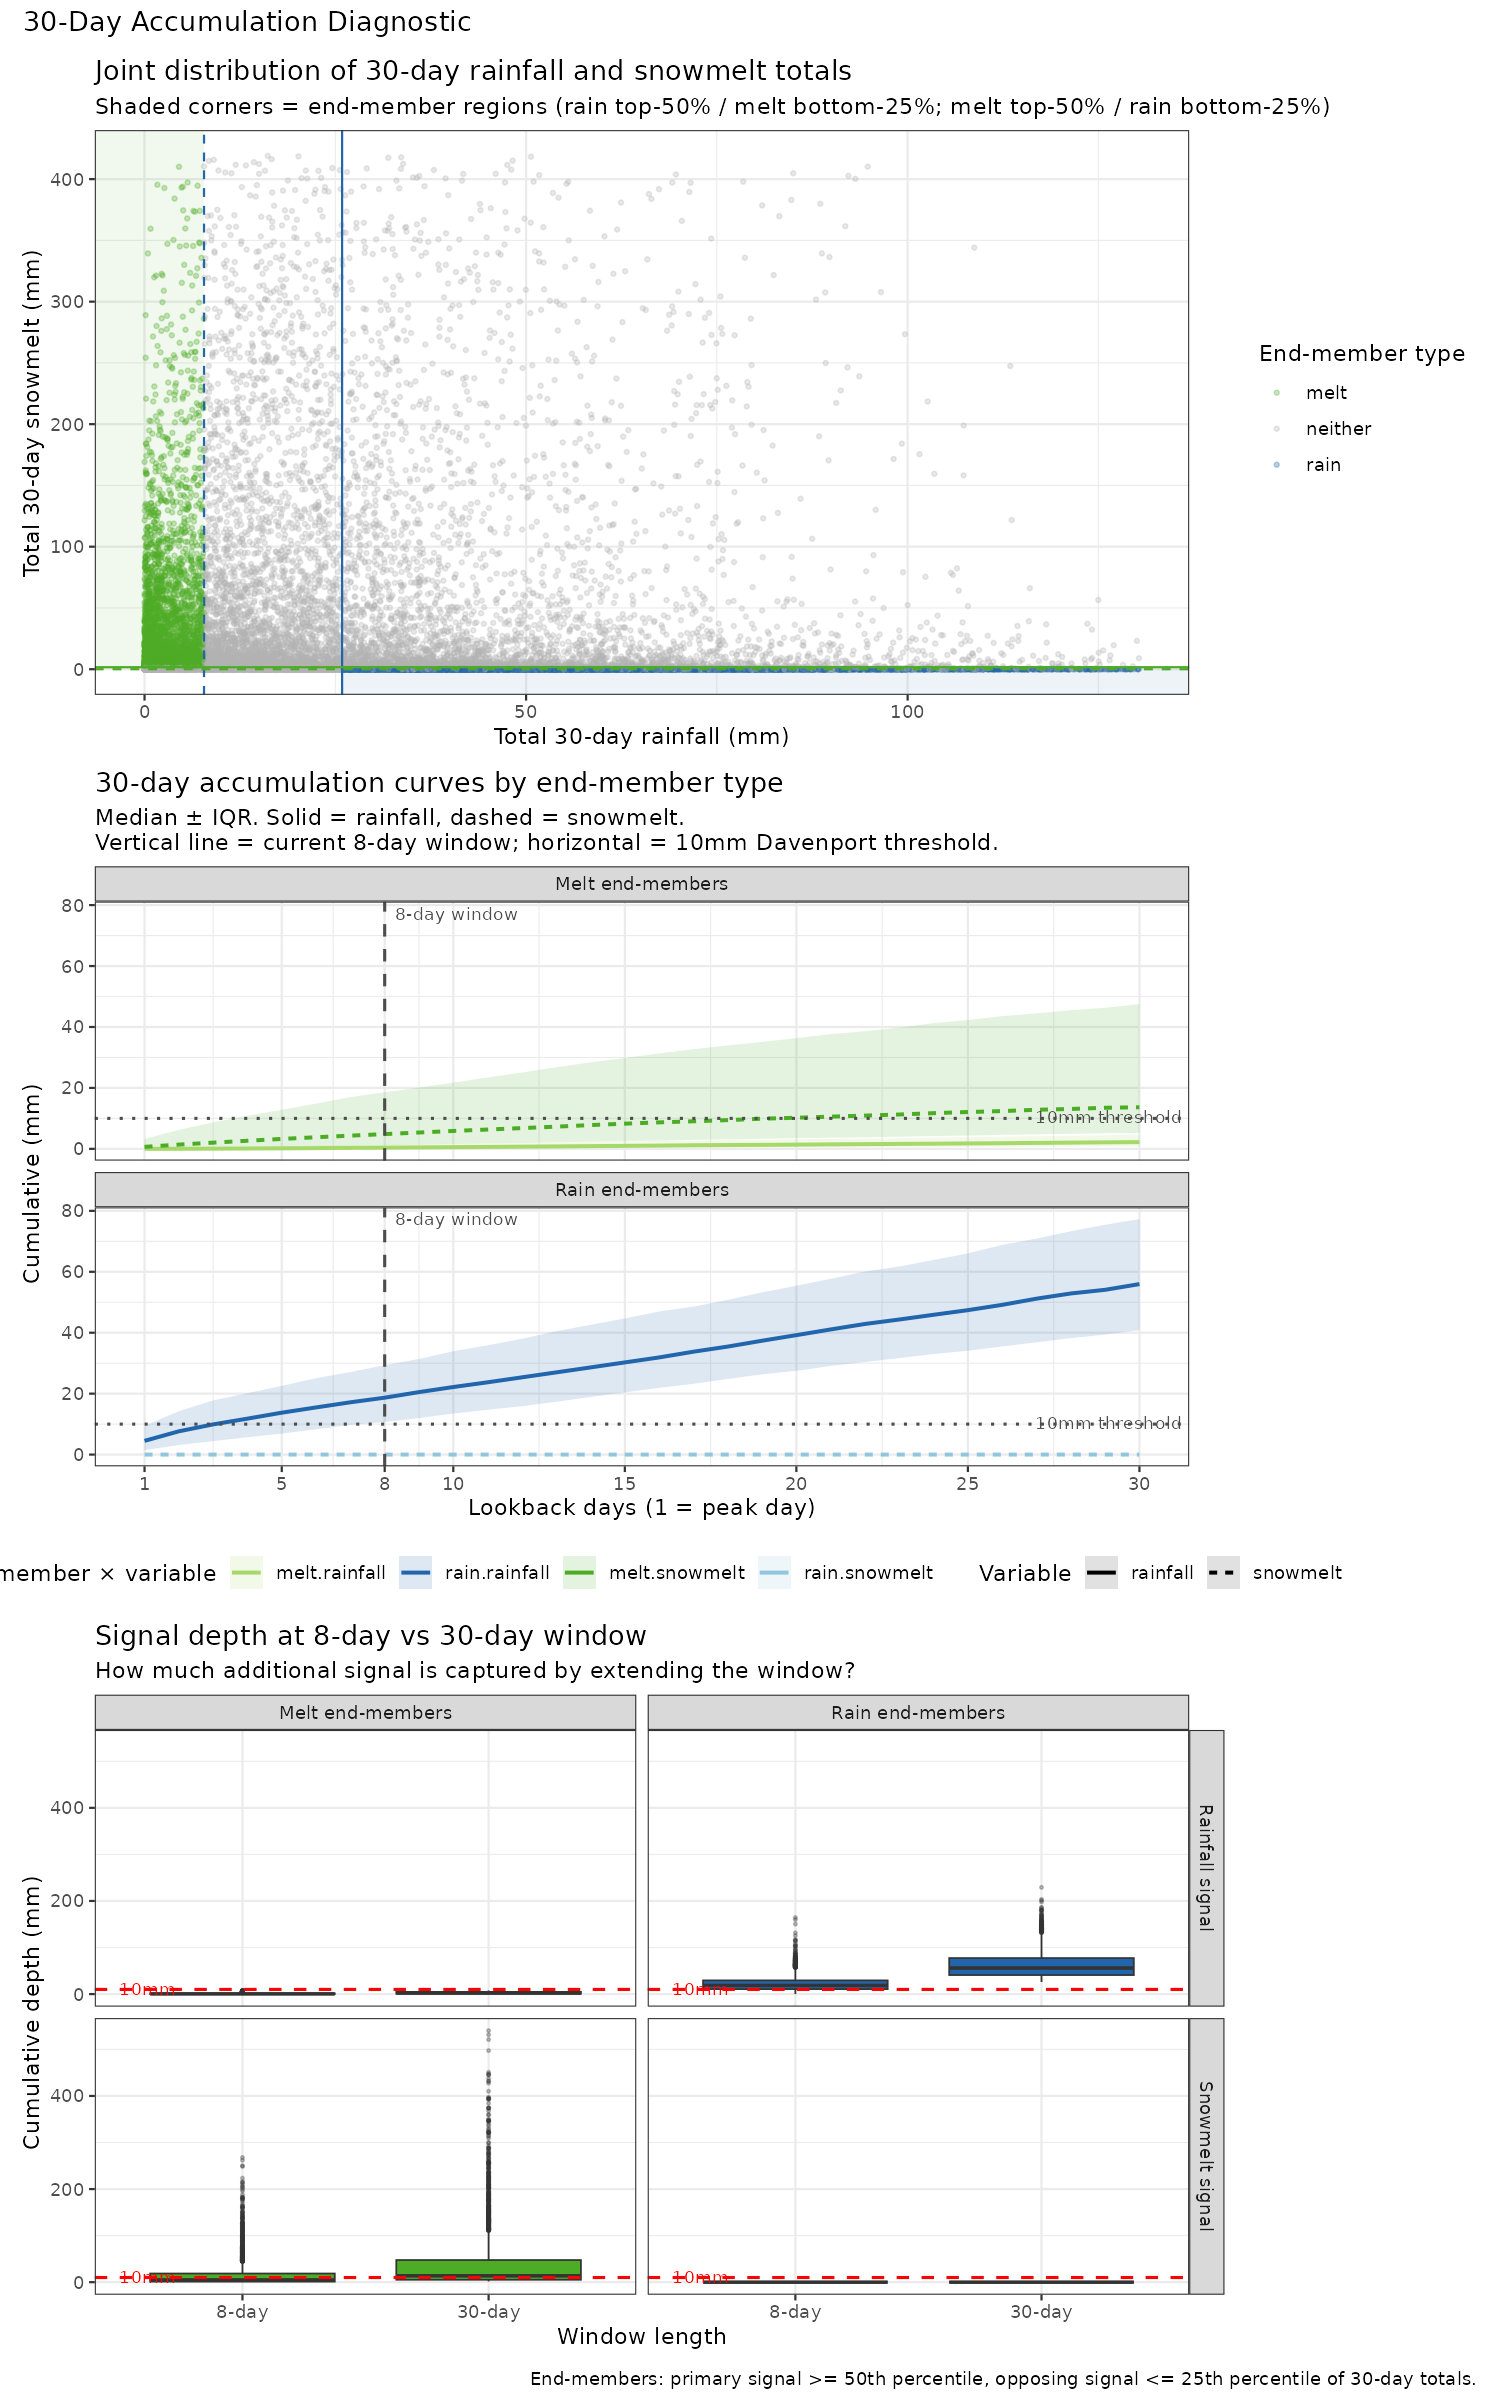 30-Day Accumulation Diagnostic
Joint distribution of 30-day rainfall and snowmelt totals
Shaded corners = end-member regions (rain top-50% / melt bottom-25%; melt top-50% / rain bottom-25%)
Total 30-day snowmelt (mm)
400
300
200
100
0
0 50 100
Total 30-day rainfall (mm)
End-member type
melt
neither
rain
30-day accumulation curves by end-member type
Median ± IQR. Solid = rainfall, dashed = snowmelt.
Vertical line = current 8-day window; horizontal = 10mm Davenport threshold.
Cumulative (mm)
Melt end-members
80
60
40
20
0
8-day window
10mm threshold
Rain end-members
80
60
40
20
0
8-day window
10mm threshold
1 5 8 10 15 20 25 30
Lookback days (1 = peak day)
member × variable melt.rainfall rain.rainfall melt.snowmelt rain.snowmelt Variable rainfall snowmelt
Signal depth at 8-day vs 30-day window
How much additional signal is captured by extending the window?
Cumulative depth (mm)
Melt end-members Rain end-members
400
200
0
10mm 10mm
Rainfall signal
400
200
0
10mm 10mm
Snowmelt signal
8-day 30-day 8-day 30-day
Window length
End-members: primary signal >= 50th percentile, opposing signal <= 25th percentile of 30-day totals.